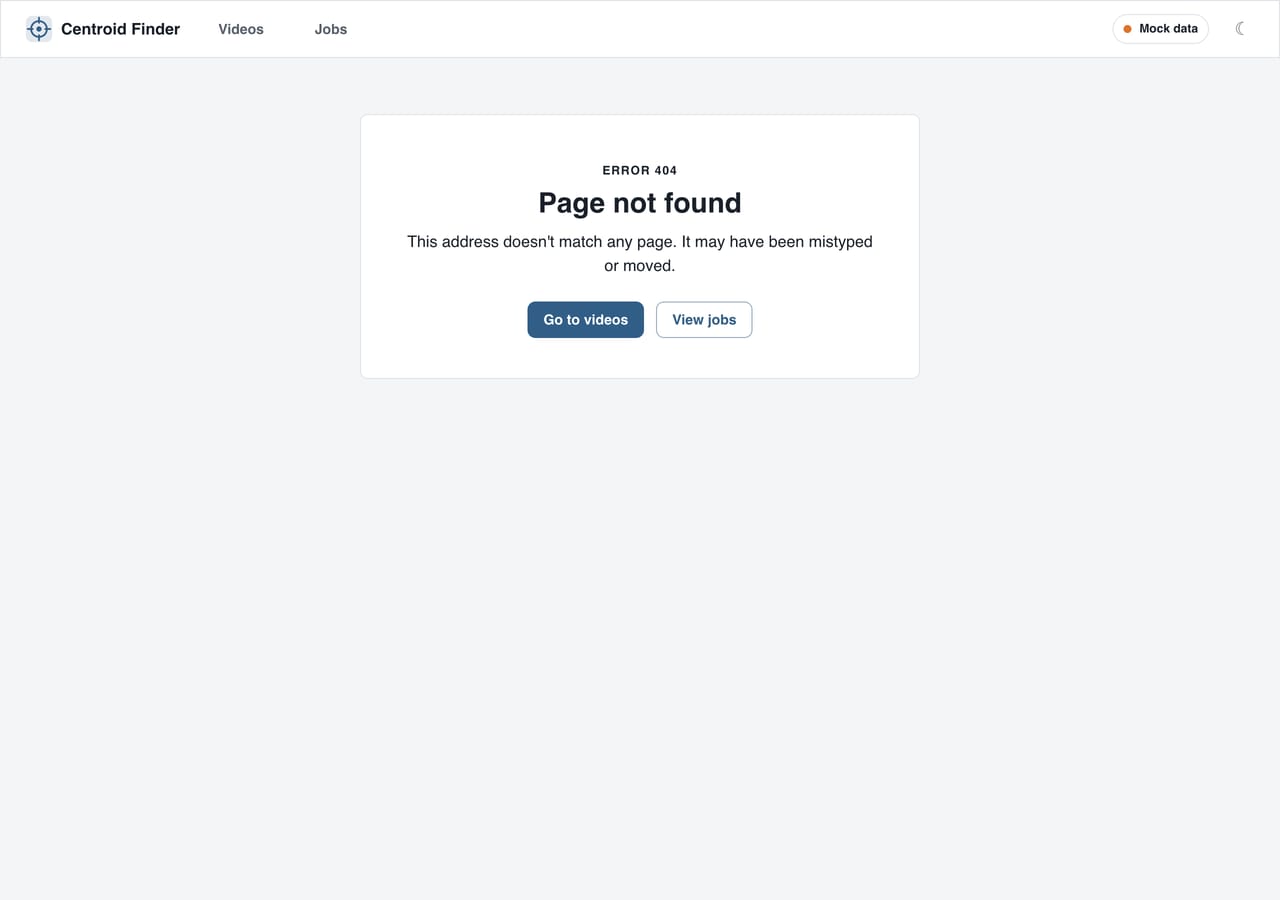 Centroid Finder
Videos
Jobs
Mock data
ERROR 404
Page not found
This address doesn't match any page. It may have been mistyped
or moved.
Go to videos
View jobs